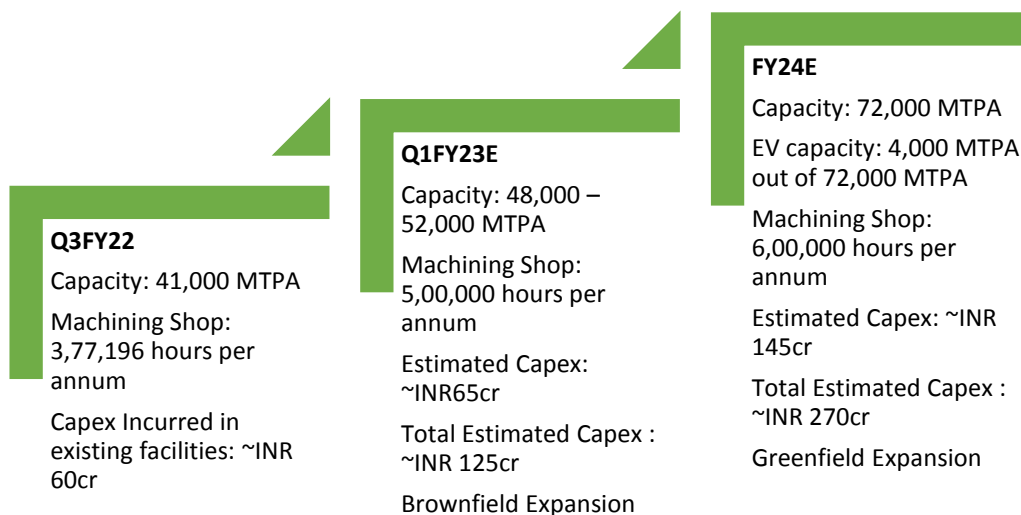 Q3FY22
Capacity: 41,000 MTPA
Machining Shop:
3,77,196 hours per
annum
Capex Incurred in
existing facilities: ~INR
60cr
Q1FY23E
Capacity: 48,000 –
52,000 MTPA
Machining Shop:
5,00,000 hours per
annum
Estimated Capex:
~INR65cr
Total Estimated Capex :
~INR 125cr
Brownfield Expansion
FY24E
Capacity: 72,000 MTPA
EV capacity: 4,000 MTPA
out of 72,000 MTPA
Machining Shop:
6,00,000 hours per
annum
Estimated Capex: ~INR
145cr
Total Estimated Capex :
~INR 270cr
Greenfield Expansion